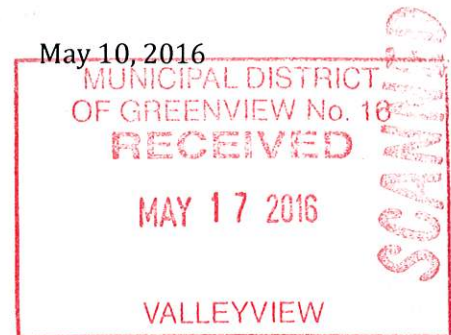 May 10, 2016
MUNICIPAL DISTRICT
OF GREENVIEW No. 16
RECEIVED
MAY 17 2016
VALLEYVIEW
SCANNED